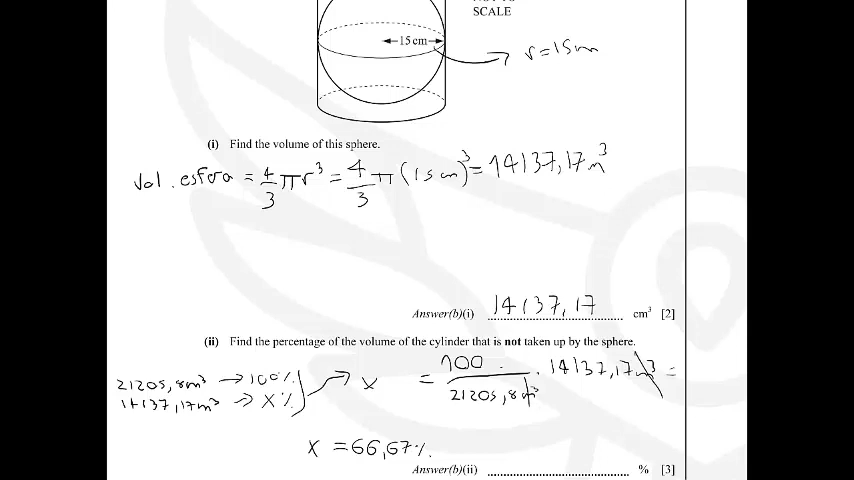 SCALE
15 cm
r = 15 cm
(i) Find the volume of this sphere.
Vol. esfera = 4/3 π r³ = 4/3 π (15 cm)³ = 14137,17 m³
Answer(b)(i) 14137,17 cm³ [2]
(ii) Find the percentage of the volume of the cylinder that is not taken up by the sphere.
21205,8 m³ → 100 %
14137,17 m³ → X %
x = 100 / 21205,8 m³ · 14137,17 m³ =
x = 66,67 %.
Answer(b)(ii) % [3]